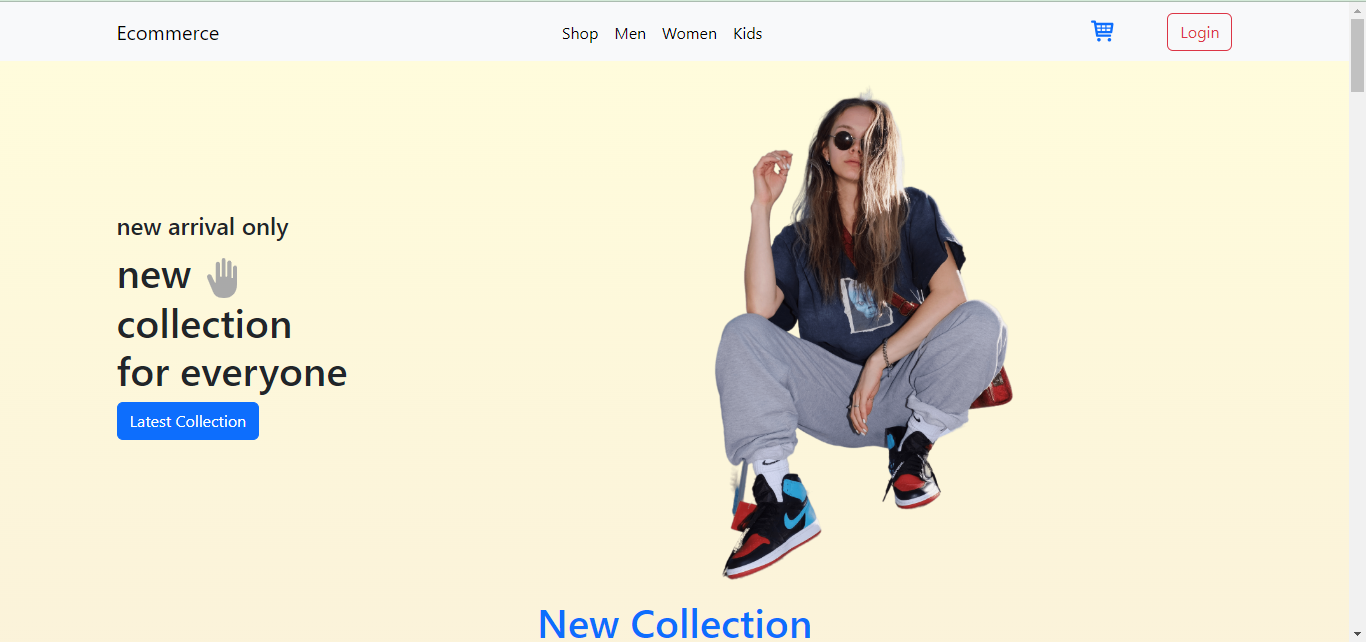 Ecommerce
Shop Men Women Kids
Login
new arrival only
new
collection
for everyone
Latest Collection
New Collection